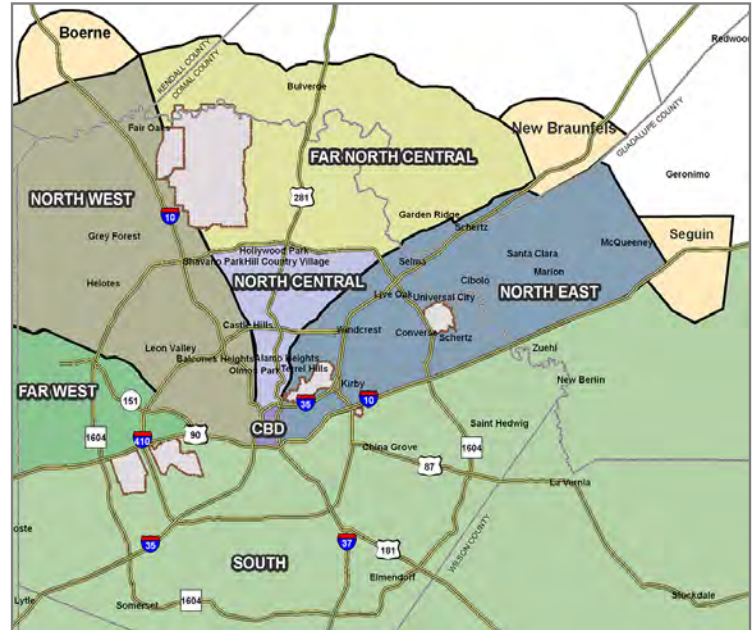 Boerne
Redwoo
KENDALL COUNTY
COMAL COUNTY
Bulverde
Fair Oaks
New Braunfels
GUADALUPE COUNTY
FAR NORTH CENTRAL
Geronimo
NORTH WEST
281
10
Garden Ridge
Schertz
Seguin
Grey Forest
Hollywood Park
Santa Clara
McQueeney
Shavano Park
Hill Country Village
Selma
Marion
Helotes
NORTH CENTRAL
Cibolo
NORTH EAST
Live Oak
Universal City
Castle Hills
Windcrest
Converse
Schertz
Leon Valley
Zuehl
Balcones Heights
Alamo Heights
Olmos Park
Terrel Hills
New Berlin
FAR WEST
Kirby
151
35
10
1604
410
90
CBD
Saint Hedwig
China Grove
1604
87
La Vernia
oste
35
37
181
WILSON COUNTY
SOUTH
Elmendorf
Lytle
Somerset
1604
Stockdale